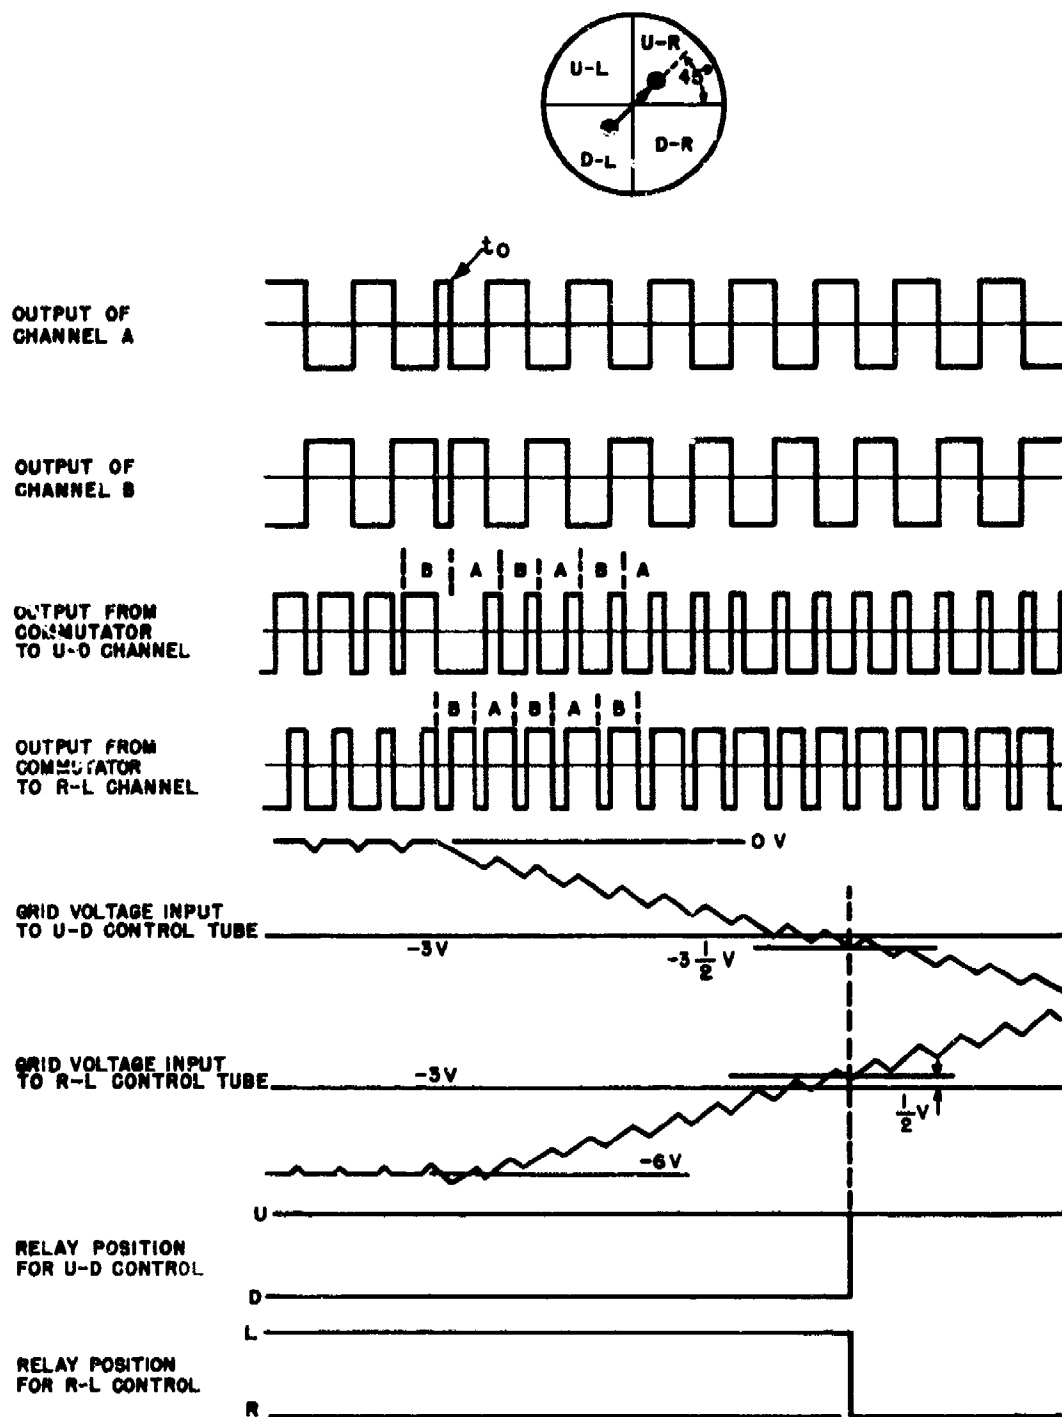 U-R
U-L
45°
D-R
D-L
to
OUTPUT OF
CHANNEL A
OUTPUT OF
CHANNEL B
B A B A B A
OUTPUT FROM
COMMUTATOR
TO U-D CHANNEL
B A B A B
OUTPUT FROM
COMMUTATOR
TO R-L CHANNEL
0 V
GRID VOLTAGE INPUT
TO U-D CONTROL TUBE
-3V
-3 1/2 V
GRID VOLTAGE INPUT
TO R-L CONTROL TUBE
-3V
1/2 V
-6V
U
RELAY POSITION
FOR U-D CONTROL
D
L
RELAY POSITION
FOR R-L CONTROL
R